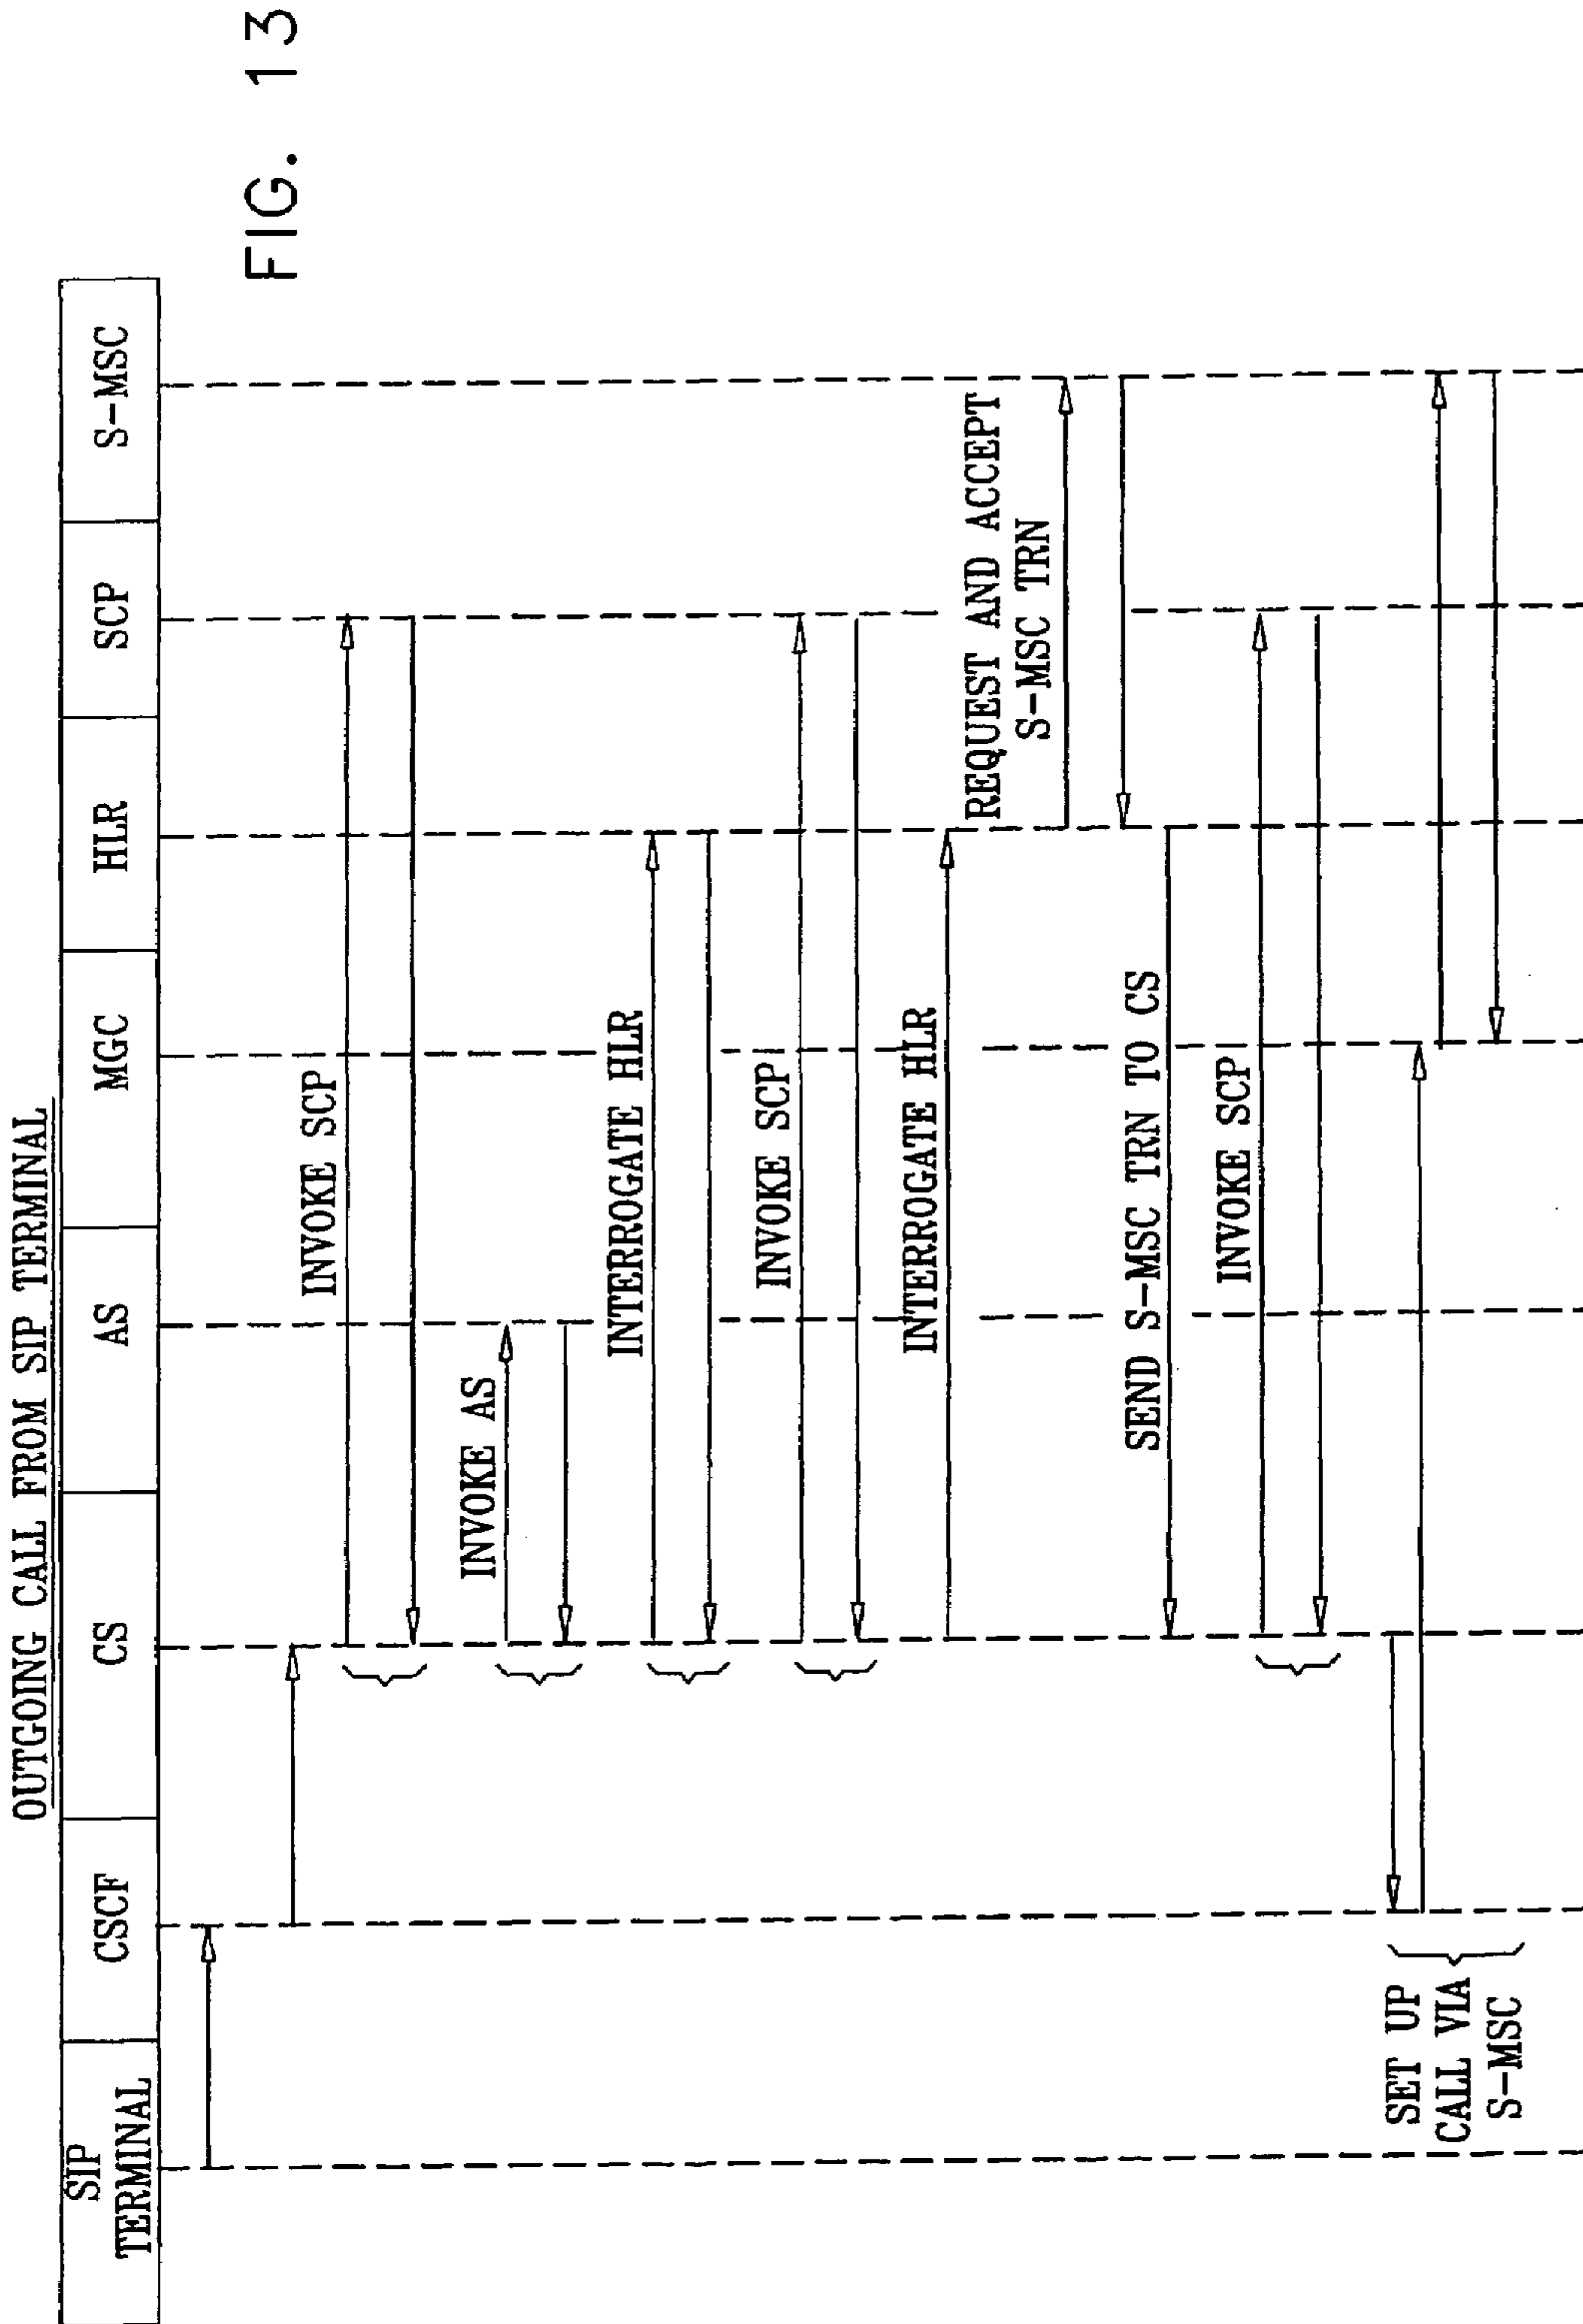 OUTGOING CALL FROM SIP TERMINAL
SIP
TERMINAL
CSCF
CS
AS
MGC
HLR
SCP
S-MSC
FIG. 13
INVOKE SCP
INVOKE AS
INTERROGATE HLR
INVOKE SCP
INTERROGATE HLR
REQUEST AND ACCEPT
S-MSC TRN
SEND S-MSC TRN TO CS
INVOKE SCP
SET UP
CALL VIA
S-MSC